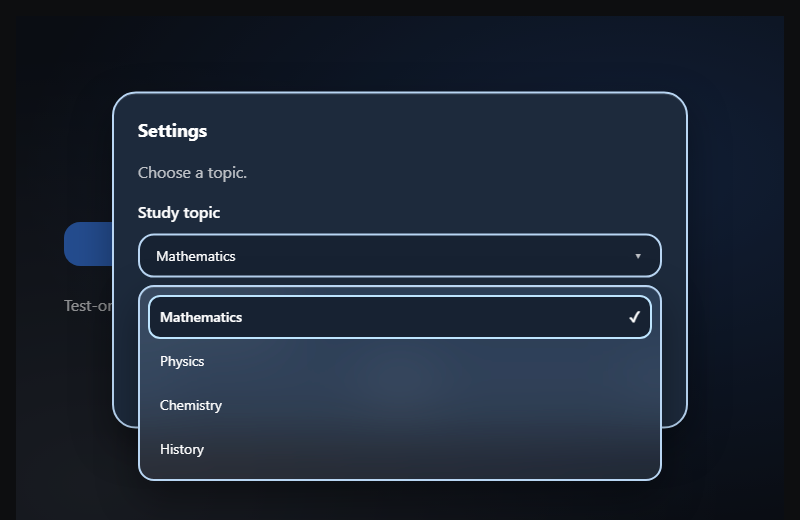 Settings
Choose a topic.
Study topic
Mathematics
Mathematics
Physics
Chemistry
History